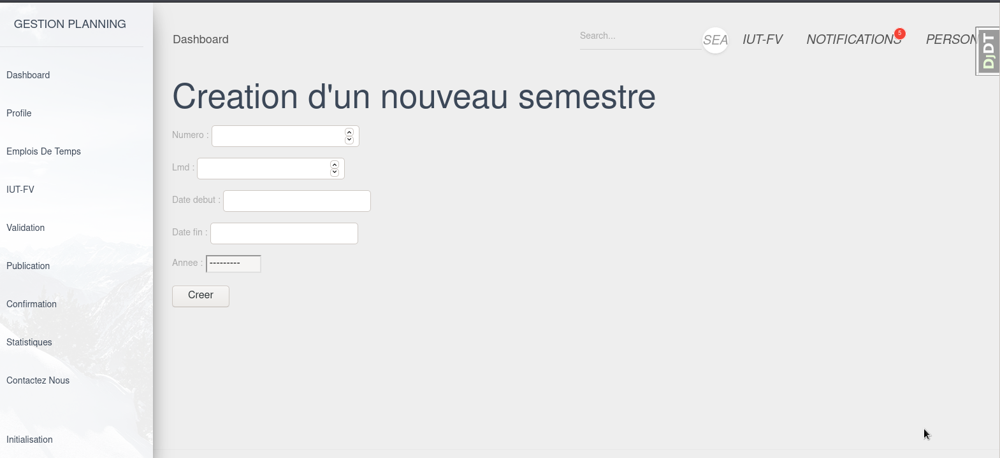 GESTION PLANNING
Dashboard
Profile
Emplois De Temps
IUT-FV
Validation
Publication
Confirmation
Statistiques
Contactez Nous
Initialisation
Dashboard
Search...
SEA
IUT-FV
NOTIFICATIONS
5
PERSON
DjDT
Creation d'un nouveau semestre
Numero :
Lmd :
Date debut :
Date fin :
Annee : ---------
Creer